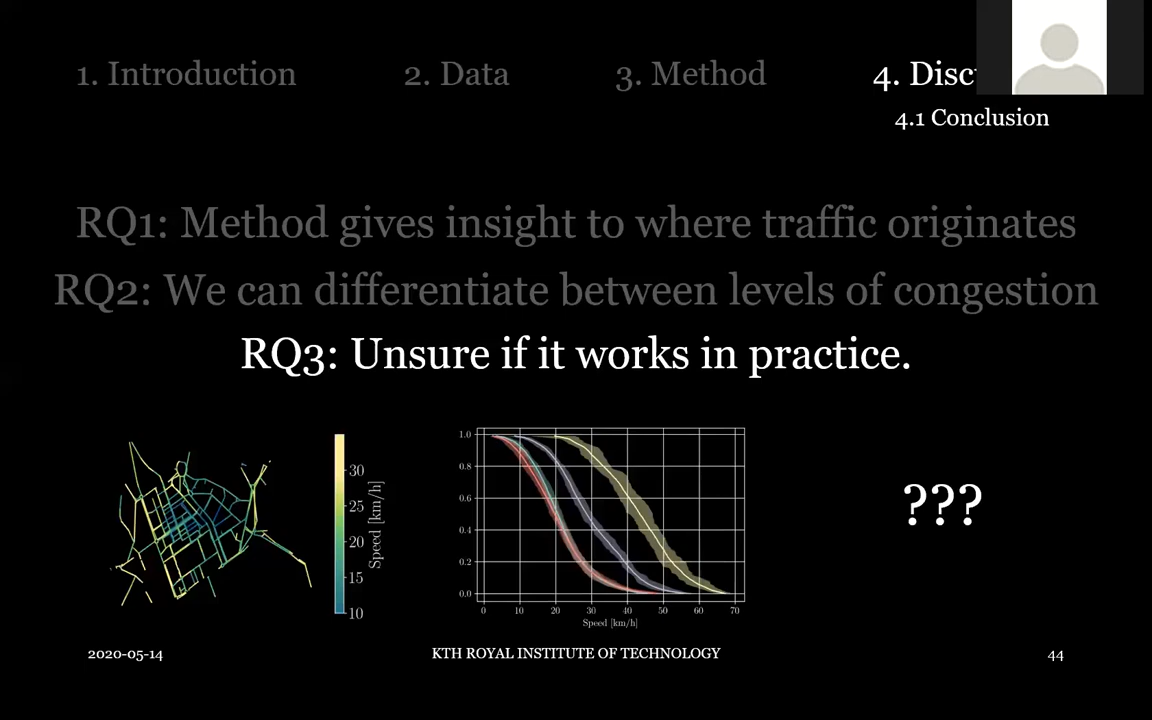 1. Introduction 2. Data 3. Method 4. Disc
4.1 Conclusion
RQ1: Method gives insight to where traffic originates
RQ2: We can differentiate between levels of congestion
RQ3: Unsure if it works in practice.
30
25
20
15
10
Speed [km/h]
1.0
0.8
0.6
0.4
0.2
0.0
0 10 20 30 40 50 60 70
Speed [km/h]
???
2020-05-14 KTH ROYAL INSTITUTE OF TECHNOLOGY 44